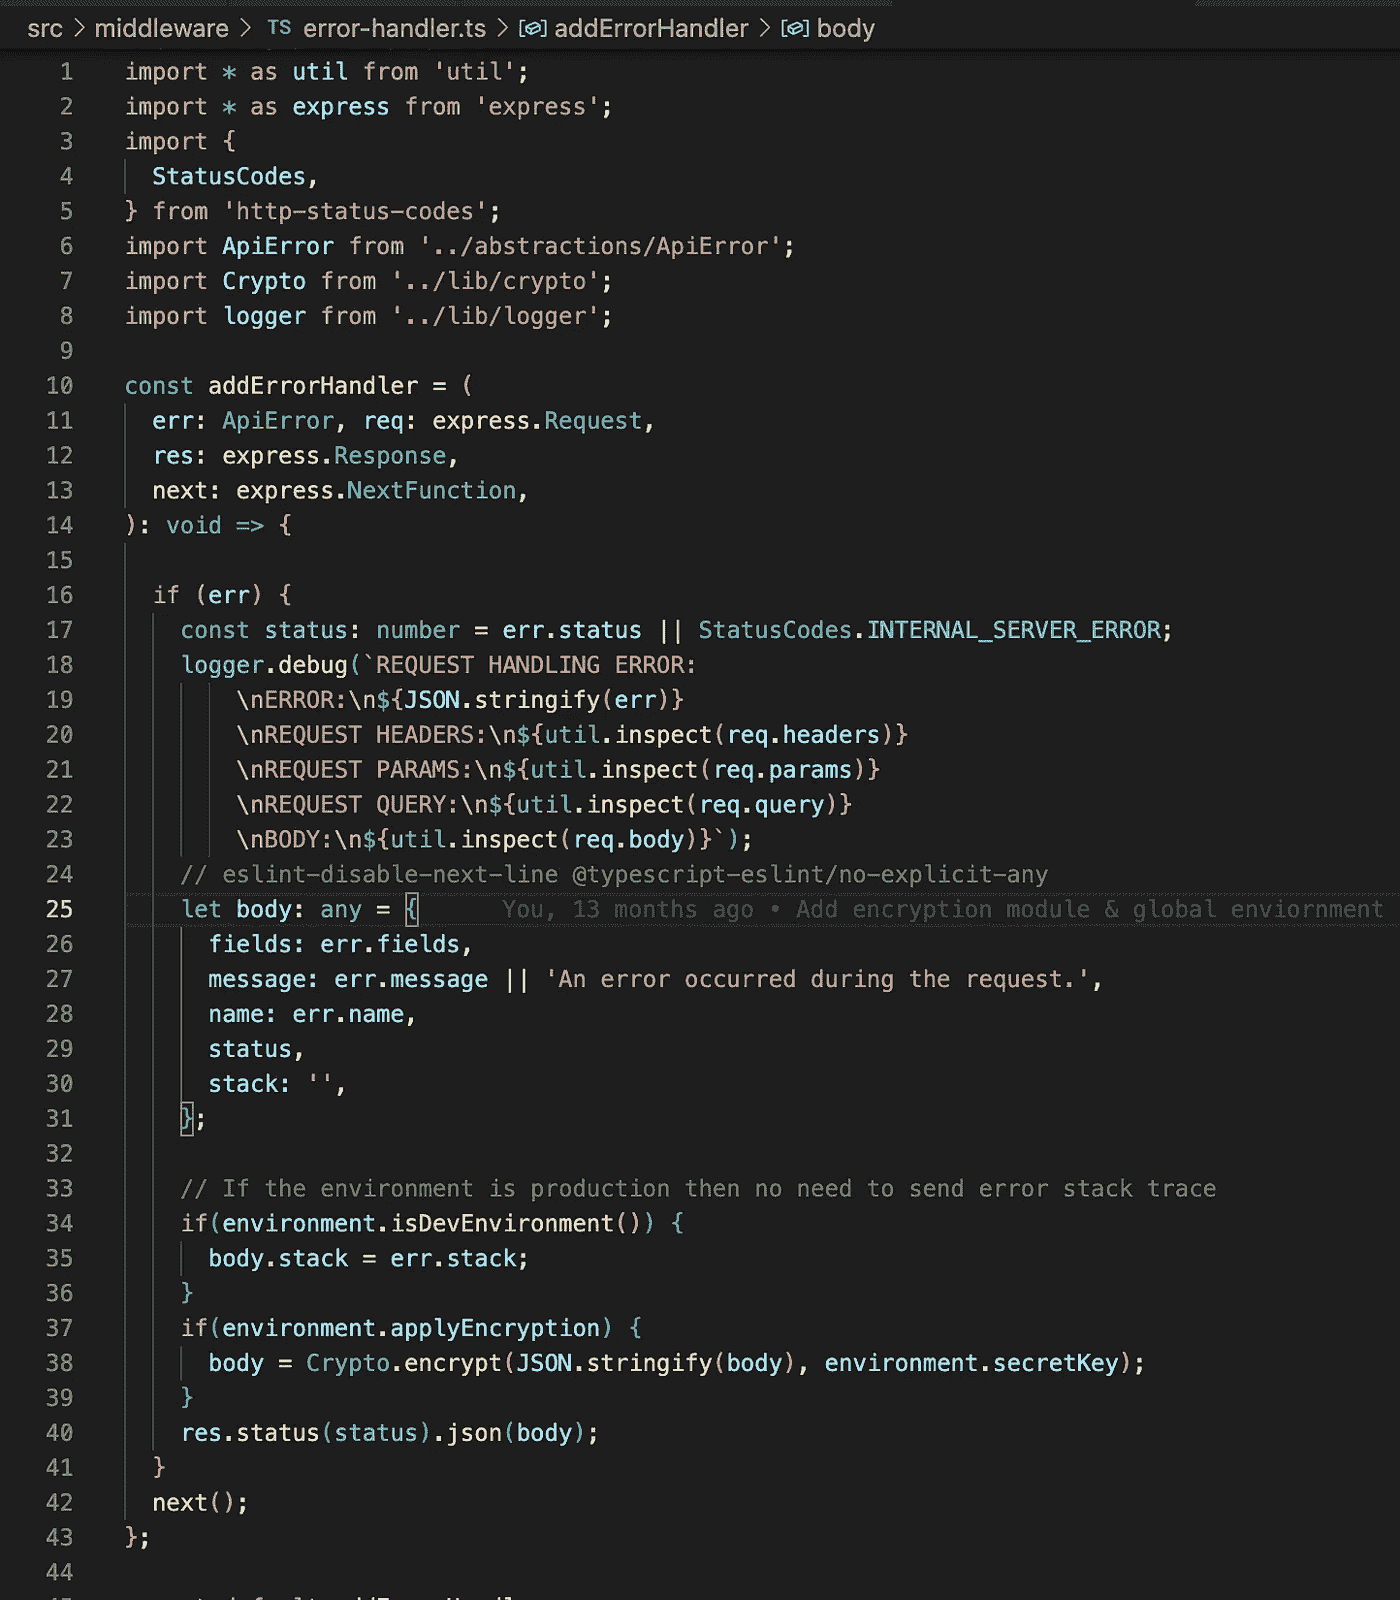 src > middleware > TS error-handler.ts > addErrorHandler > body
1 import * as util from 'util';
2 import * as express from 'express';
3 import {
4 StatusCodes,
5 } from 'http-status-codes';
6 import ApiError from '../abstractions/ApiError';
7 import Crypto from '../lib/crypto';
8 import logger from '../lib/logger';
9
10 const addErrorHandler = (
11 err: ApiError, req: express.Request,
12 res: express.Response,
13 next: express.NextFunction,
14 ): void => {
15
16 if (err) {
17 const status: number = err.status || StatusCodes.INTERNAL_SERVER_ERROR;
18 logger.debug(`REQUEST HANDLING ERROR:
19 \nERROR:\n${JSON.stringify(err)}
20 \nREQUEST HEADERS:\n${util.inspect(req.headers)}
21 \nREQUEST PARAMS:\n${util.inspect(req.params)}
22 \nREQUEST QUERY:\n${util.inspect(req.query)}
23 \nBODY:\n${util.inspect(req.body)}`);
24 // eslint-disable-next-line @typescript-eslint/no-explicit-any
25 let body: any = { You, 13 months ago • Add encryption module & global enviornment
26 fields: err.fields,
27 message: err.message || 'An error occurred during the request.',
28 name: err.name,
29 status,
30 stack: '',
31 };
32
33 // If the environment is production then no need to send error stack trace
34 if(environment.isDevEnvironment()) {
35 body.stack = err.stack;
36 }
37 if(environment.applyEncryption) {
38 body = Crypto.encrypt(JSON.stringify(body), environment.secretKey);
39 }
40 res.status(status).json(body);
41 }
42 next();
43 };
44